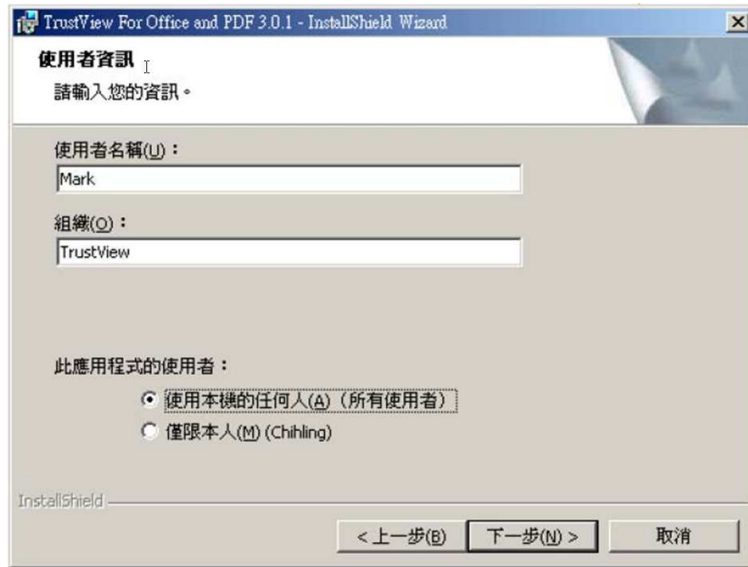 TrustView For Office and PDF 3.0.1 - InstallShield Wizard
使用者資訊
請輸入您的資訊。
使用者名稱(U)：
Mark
組織(O)：
TrustView
此應用程式的使用者：
使用本機的任何人(A)（所有使用者）
僅限本人(M) (Chihling)
InstallShield
< 上一步(B)
下一步(N) >
取消